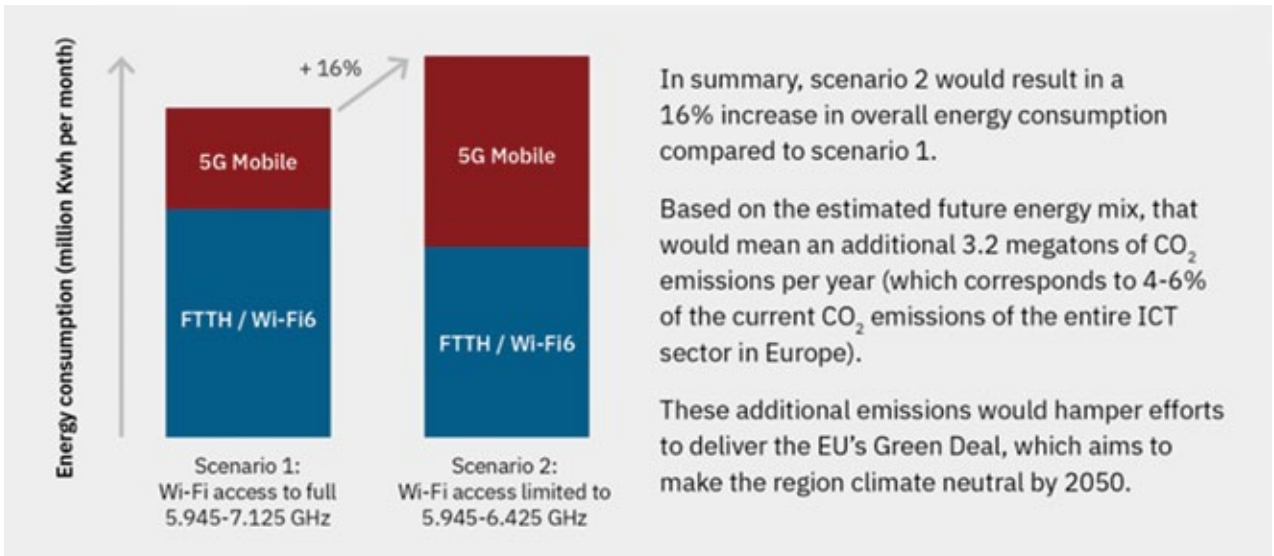 Energy consumption (million Kwh per month)
+ 16%
5G Mobile
FTTH / Wi-Fi6
Scenario 1:
Wi-Fi access to full
5.945-7.125 GHz
5G Mobile
FTTH / Wi-Fi6
Scenario 2:
Wi-Fi access limited to
5.945-6.425 GHz
In summary, scenario 2 would result in a
16% increase in overall energy consumption
compared to scenario 1.
Based on the estimated future energy mix, that
would mean an additional 3.2 megatons of CO₂
emissions per year (which corresponds to 4-6%
of the current CO₂ emissions of the entire ICT
sector in Europe).
These additional emissions would hamper efforts
to deliver the EU's Green Deal, which aims to
make the region climate neutral by 2050.